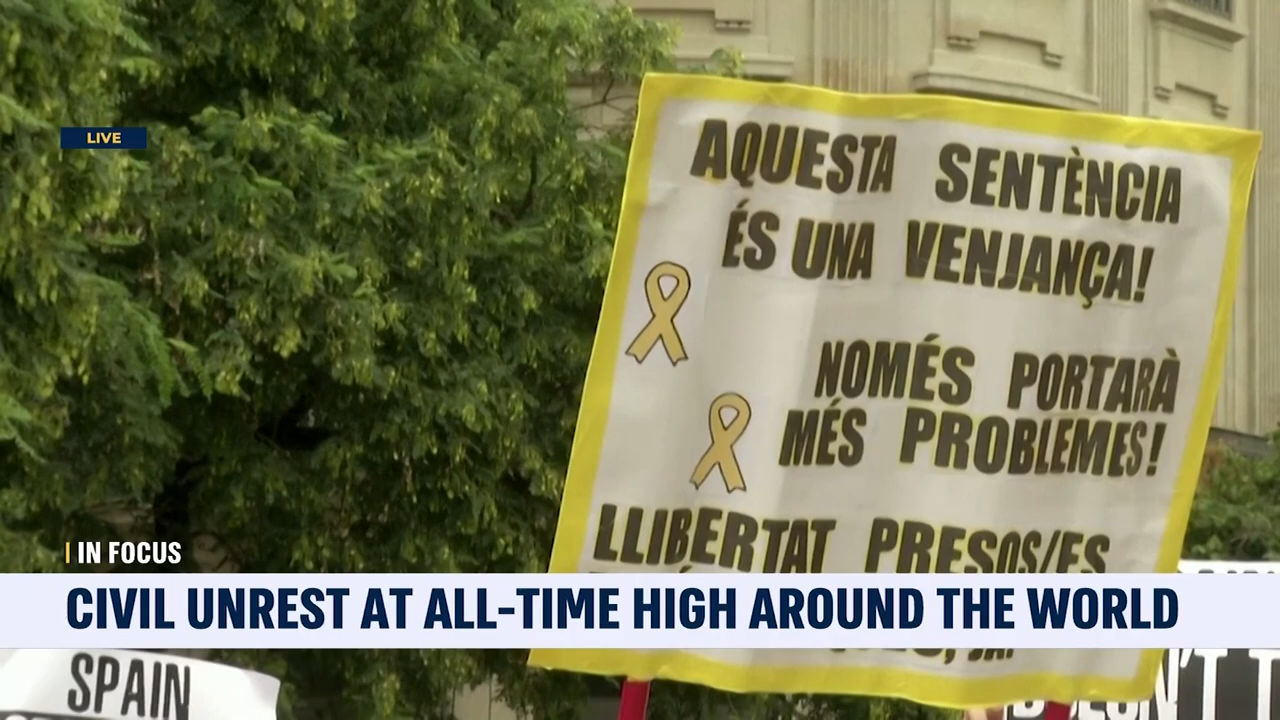 LIVE
AQUESTA SENTÈNCIA
ÉS UNA VENJANÇA!
NOMÉS PORTARÀ
MÉS PROBLEMES!
LLIBERTAT PRESOS/ES
IN FOCUS
CIVIL UNREST AT ALL-TIME HIGH AROUND THE WORLD
SPAIN